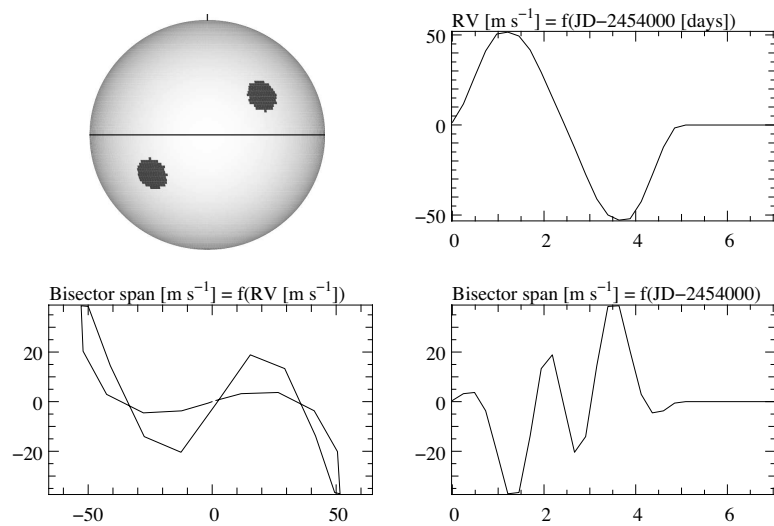 RV [m s⁻¹] = f(JD−2454000 [days])
50
0
−50
0 2 4 6
Bisector span [m s⁻¹] = f(RV [m s⁻¹])
20
0
−20
−50 0 50
Bisector span [m s⁻¹] = f(JD−2454000)
20
0
−20
0 2 4 6